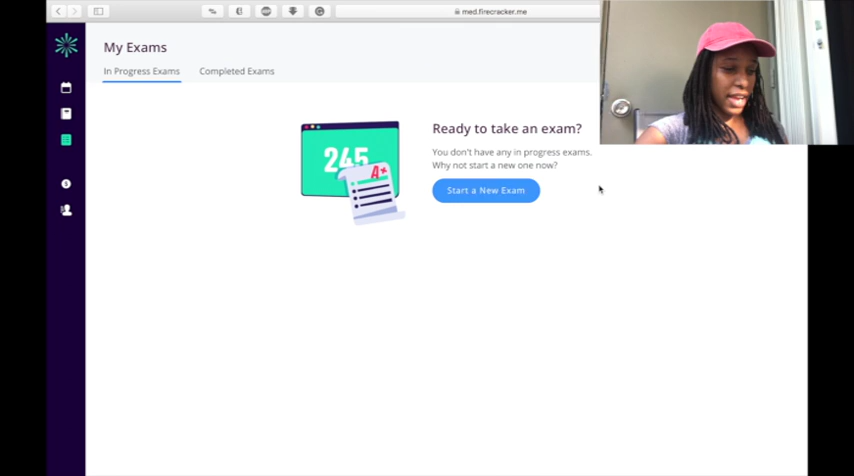 med.firecracker.me
My Exams
In Progress Exams Completed Exams
245
A+
Ready to take an exam?
You don't have any in progress exams.
Why not start a new one now?
Start a New Exam